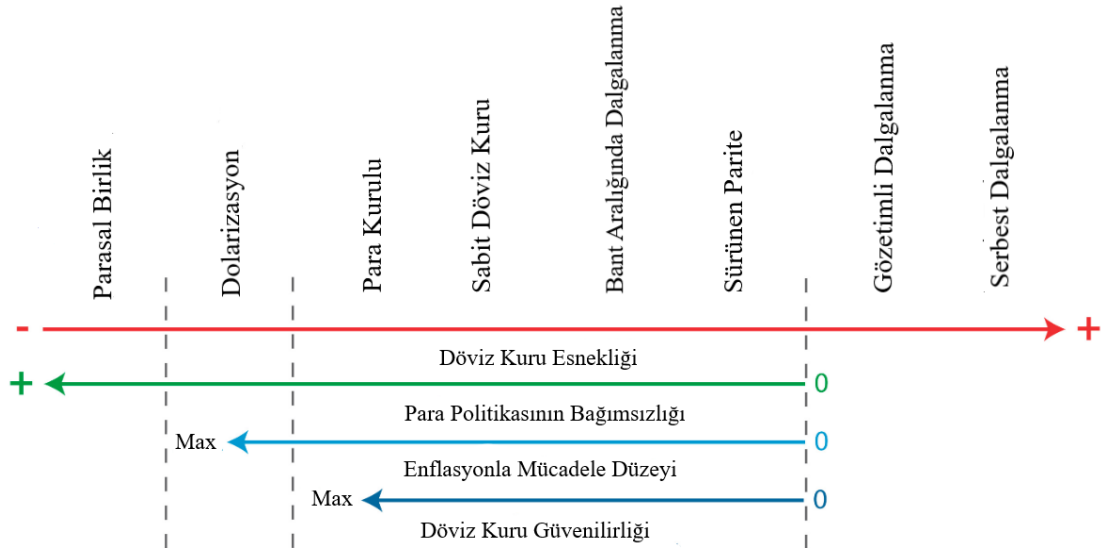 Parasal Birlik
Dolarizasyon
Para Kurulu
Sabit Döviz Kuru
Bant Aralığında Dalgalanma
Sürünen Parite
Gözetimli Dalgalanma
Serbest Dalgalanma
- +
Döviz Kuru Esnekliği
+ 0
Para Politikasının Bağımsızlığı
Max 0
Enflasyonla Mücadele Düzeyi
Max 0
Döviz Kuru Güvenilirliği